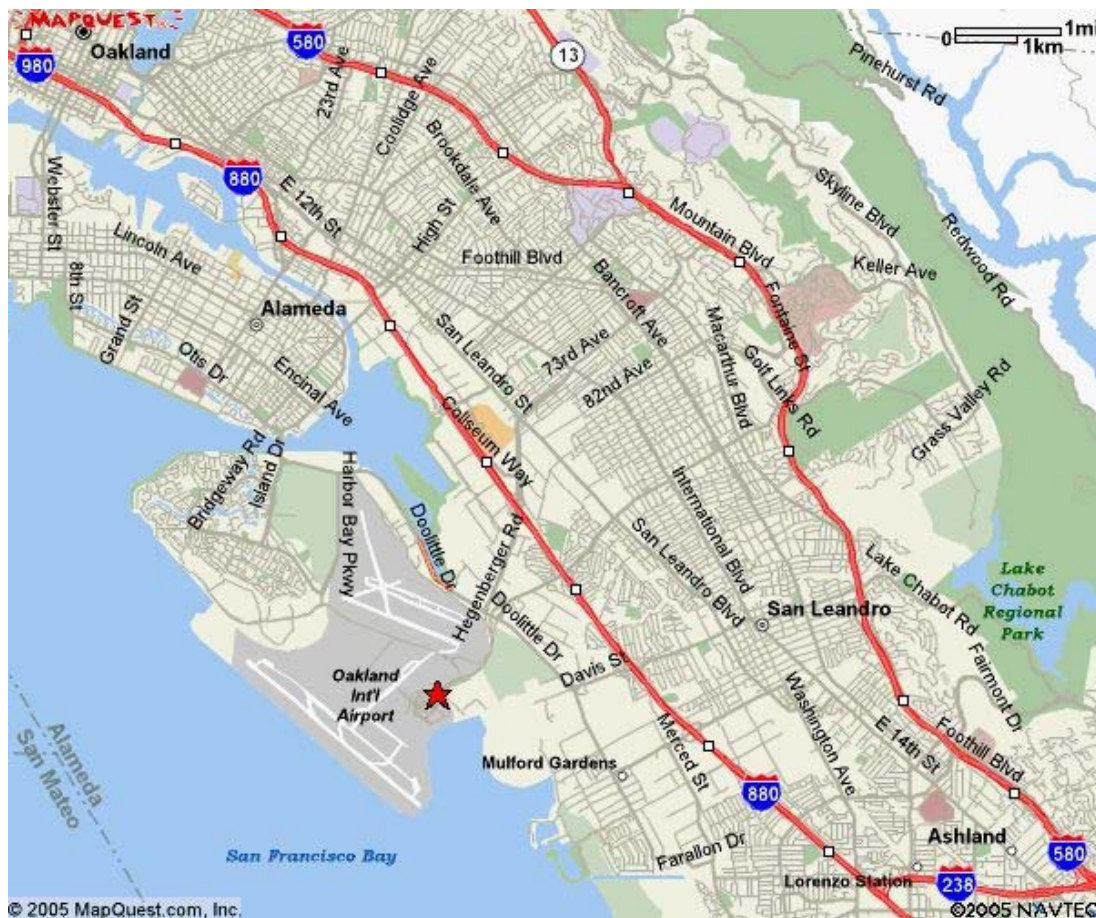 MAPQUEST
Oakland
980
580
13
0 1mi
1km
Pinehurst Rd
23rd Ave
Coolidge Ave
Brookdale Ave
880
E 12th St
High St
Webster St
Lincoln Ave
8th St
Grand St
Alameda
Otis Dr
Encinal Ave
Foothill Blvd
Mountain Blvd
Skyline Blvd
Keller Ave
Redwood Rd
Bancroft Ave
Fontaine St
Macarthur Blvd
Golf Links Rd
San Leandro St
73rd Ave
82nd Ave
Grass Valley Rd
Coliseum Way
Bridgeway Rd
Island Dr
Harbor Bay Pkwy
Doolittle Dr
Hegenberger Rd
International Blvd
San Leandro Blvd
Lake Chabot Rd
Lake
Chabot
Regional
Park
San Leandro
Doolittle Dr
Davis St
Fairmont Dr
Oakland
Int'l
Airport
Washington Ave
E 14th St
Foothill Blvd
Merced St
Mulford Gardens
Alameda
San Mateo
880
Ashland
580
San Francisco Bay
Farallon Dr
Lorenzo Station
238
© 2005 MapQuest.com, Inc.
©2005 NAVTEQ